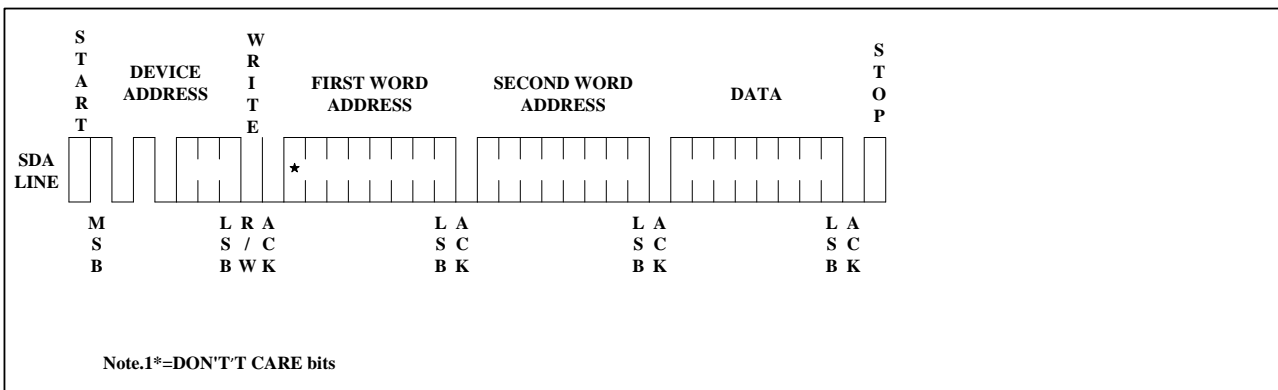 START
DEVICE
ADDRESS
WRITE
FIRST WORD
ADDRESS
SECOND WORD
ADDRESS
DATA
STOP
SDA
LINE
MSB
LSB
R/W
ACK
LSB
ACK
LSB
ACK
LSB
ACK
Note.1*=DON'T'T CARE bits